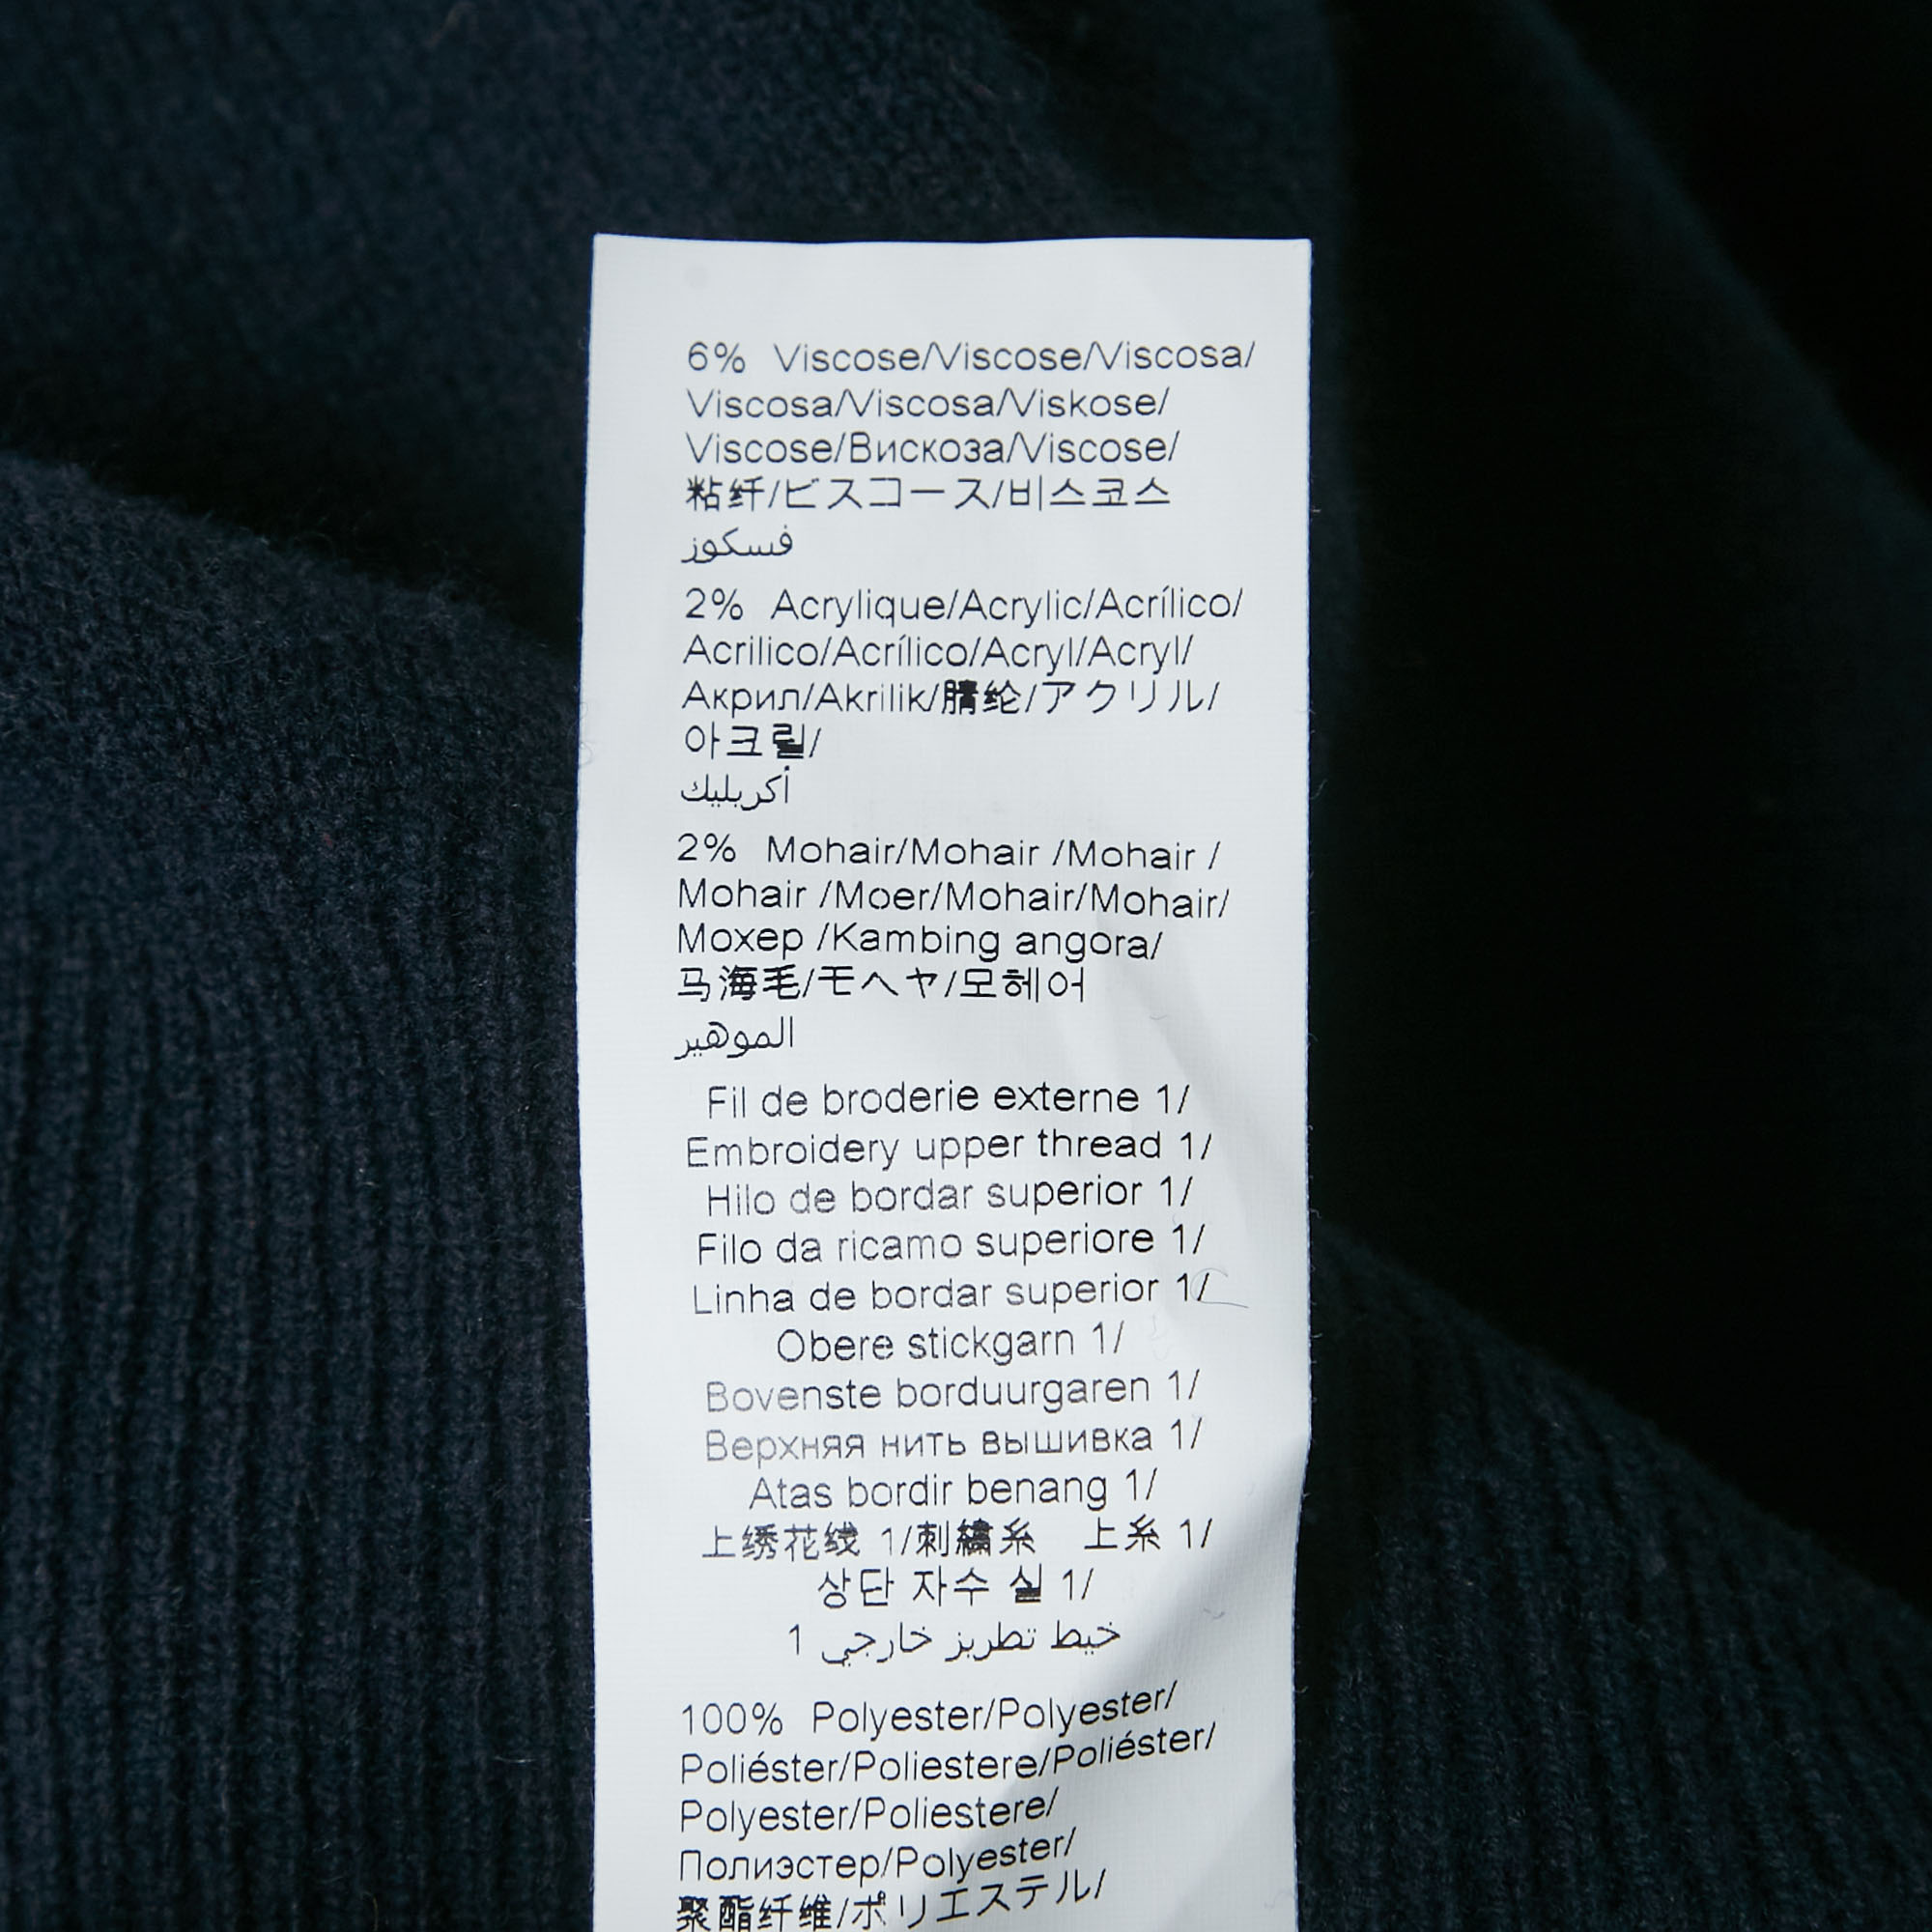 6% Viscose/Viscose/Viscosa/
Viscosa/Viscosa/Viskose/
Viscose/Вискоза/Viscose/
粘纤/ビスコース/비스코스
فسكوز
2% Acrylique/Acrylic/Acrílico/
Acrilico/Acrílico/Acryl/Acryl/
Акрил/Akrilik/腈纶/アクリル/
아크릴/
أكريليك
2% Mohair/Mohair /Mohair /
Mohair /Moer/Mohair/Mohair/
Мохер /Kambing angora/
马海毛/モヘヤ/모헤어
الموهير
Fil de broderie externe 1/
Embroidery upper thread 1/
Hilo de bordar superior 1/
Filo da ricamo superiore 1/
Linha de bordar superior 1/
Obere stickgarn 1/
Bovenste borduurgaren 1/
Верхняя нить вышивка 1/
Atas bordir benang 1/
上绣花线 1/刺繍糸 上糸 1/
상단 자수 실 1/
خيط تطريز خارجي 1
100% Polyester/Polyester/
Poliéster/Poliestere/Poliéster/
Polyester/Poliestere/
Полиэстер/Polyester/
聚酯纤维/ポリエステル/